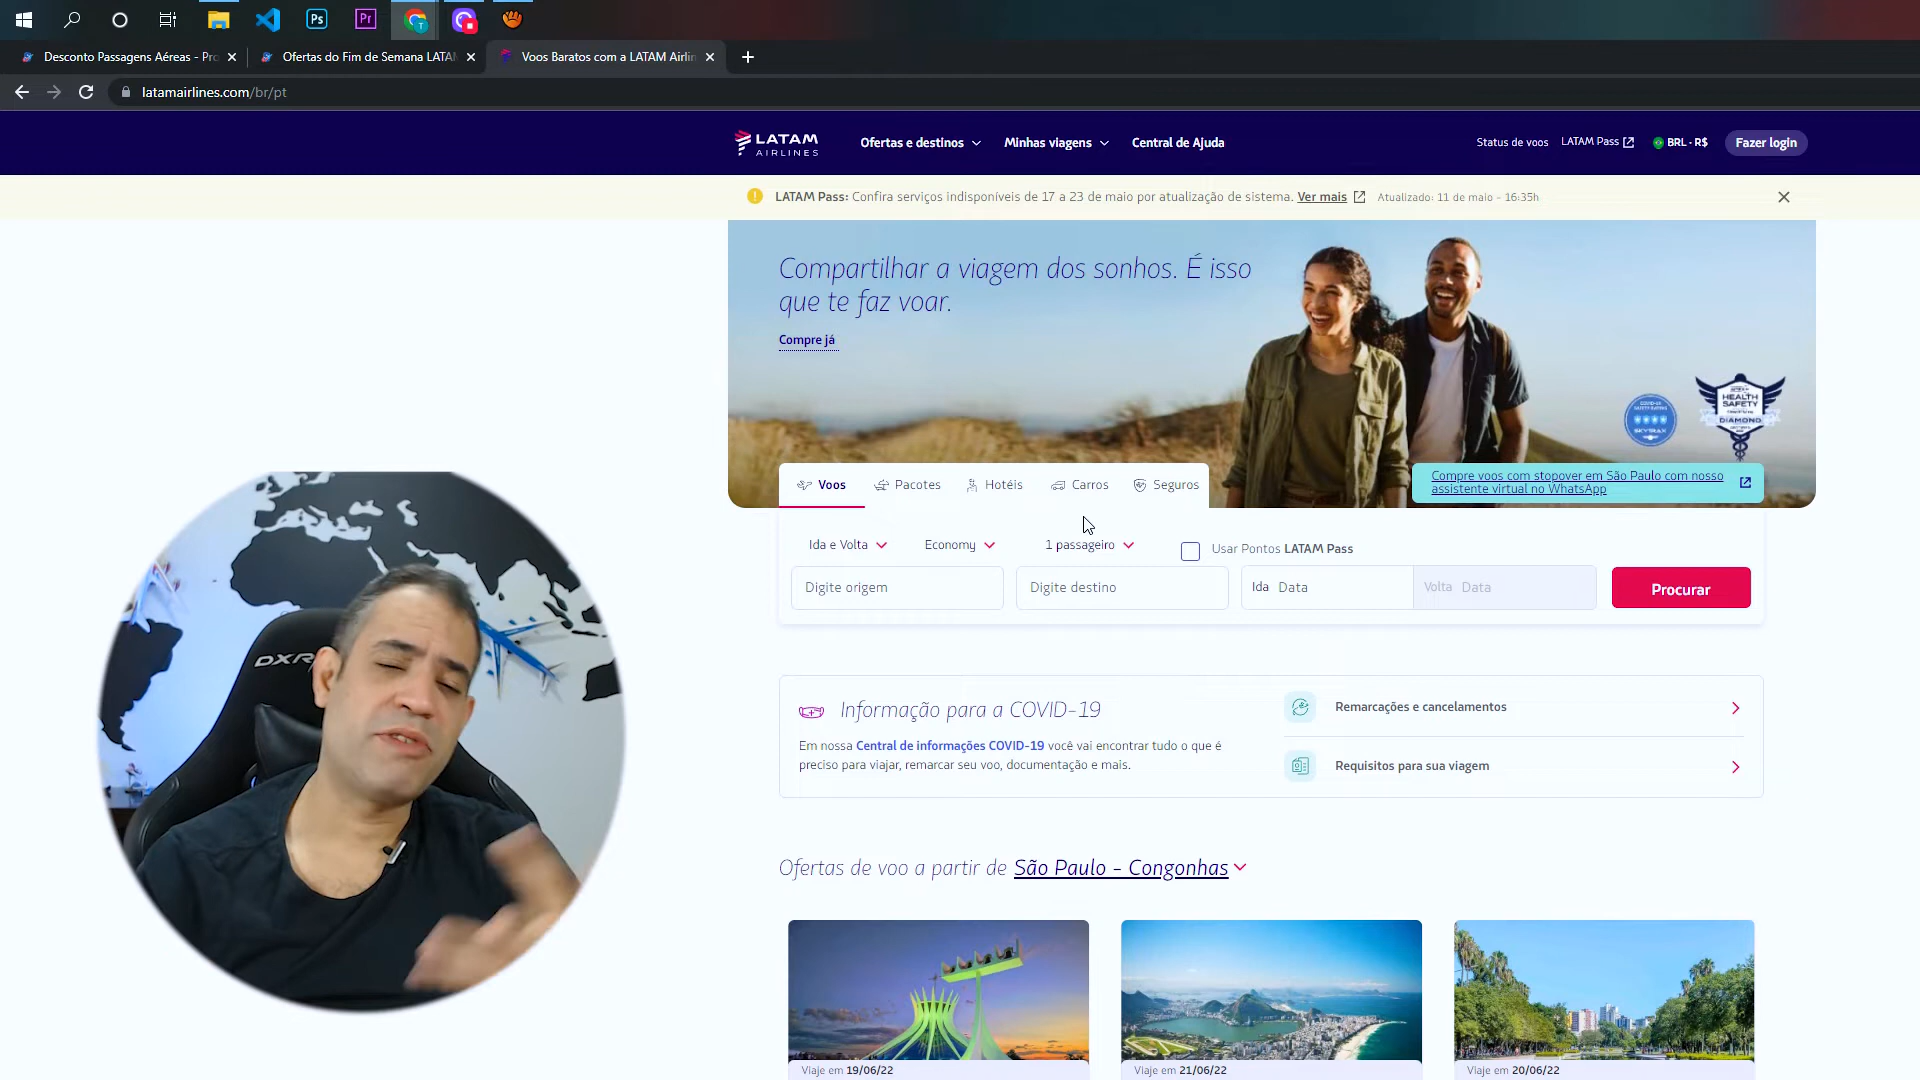 Desconto Passagens Aéreas - Pro
Ofertas do Fim de Semana LATA
Voos Baratos com a LATAM Airlin
latamairlines.com/br/pt
LATAM
AIRLINES
Ofertas e destinos
Minhas viagens
Central de Ajuda
Status de voos
LATAM Pass
BRL · R$
Fazer login
LATAM Pass: Confira serviços indisponíveis de 17 a 23 de maio por atualização de sistema. Ver mais
Atualizado: 11 de maio - 16:35h
Compartilhar a viagem dos sonhos. É isso
que te faz voar.
Compre já
HEALTH
SAFETY
DIAMOND
SKYTRAX
Voos
Pacotes
Hotéis
Carros
Seguros
Compre voos com stopover em São Paulo com nosso
assistente virtual no WhatsApp
Ida e Volta
Economy
1 passageiro
Usar Pontos LATAM Pass
Digite origem
Digite destino
Ida Data
Volta Data
Procurar
Informação para a COVID-19
Em nossa Central de informações COVID-19 você vai encontrar tudo o que é
preciso para viajar, remarcar seu voo, documentação e mais.
Remarcações e cancelamentos
Requisitos para sua viagem
DXR
Ofertas de voo a partir de São Paulo - Congonhas
Viaje em 19/06/22
Viaje em 21/06/22
Viaje em 20/06/22